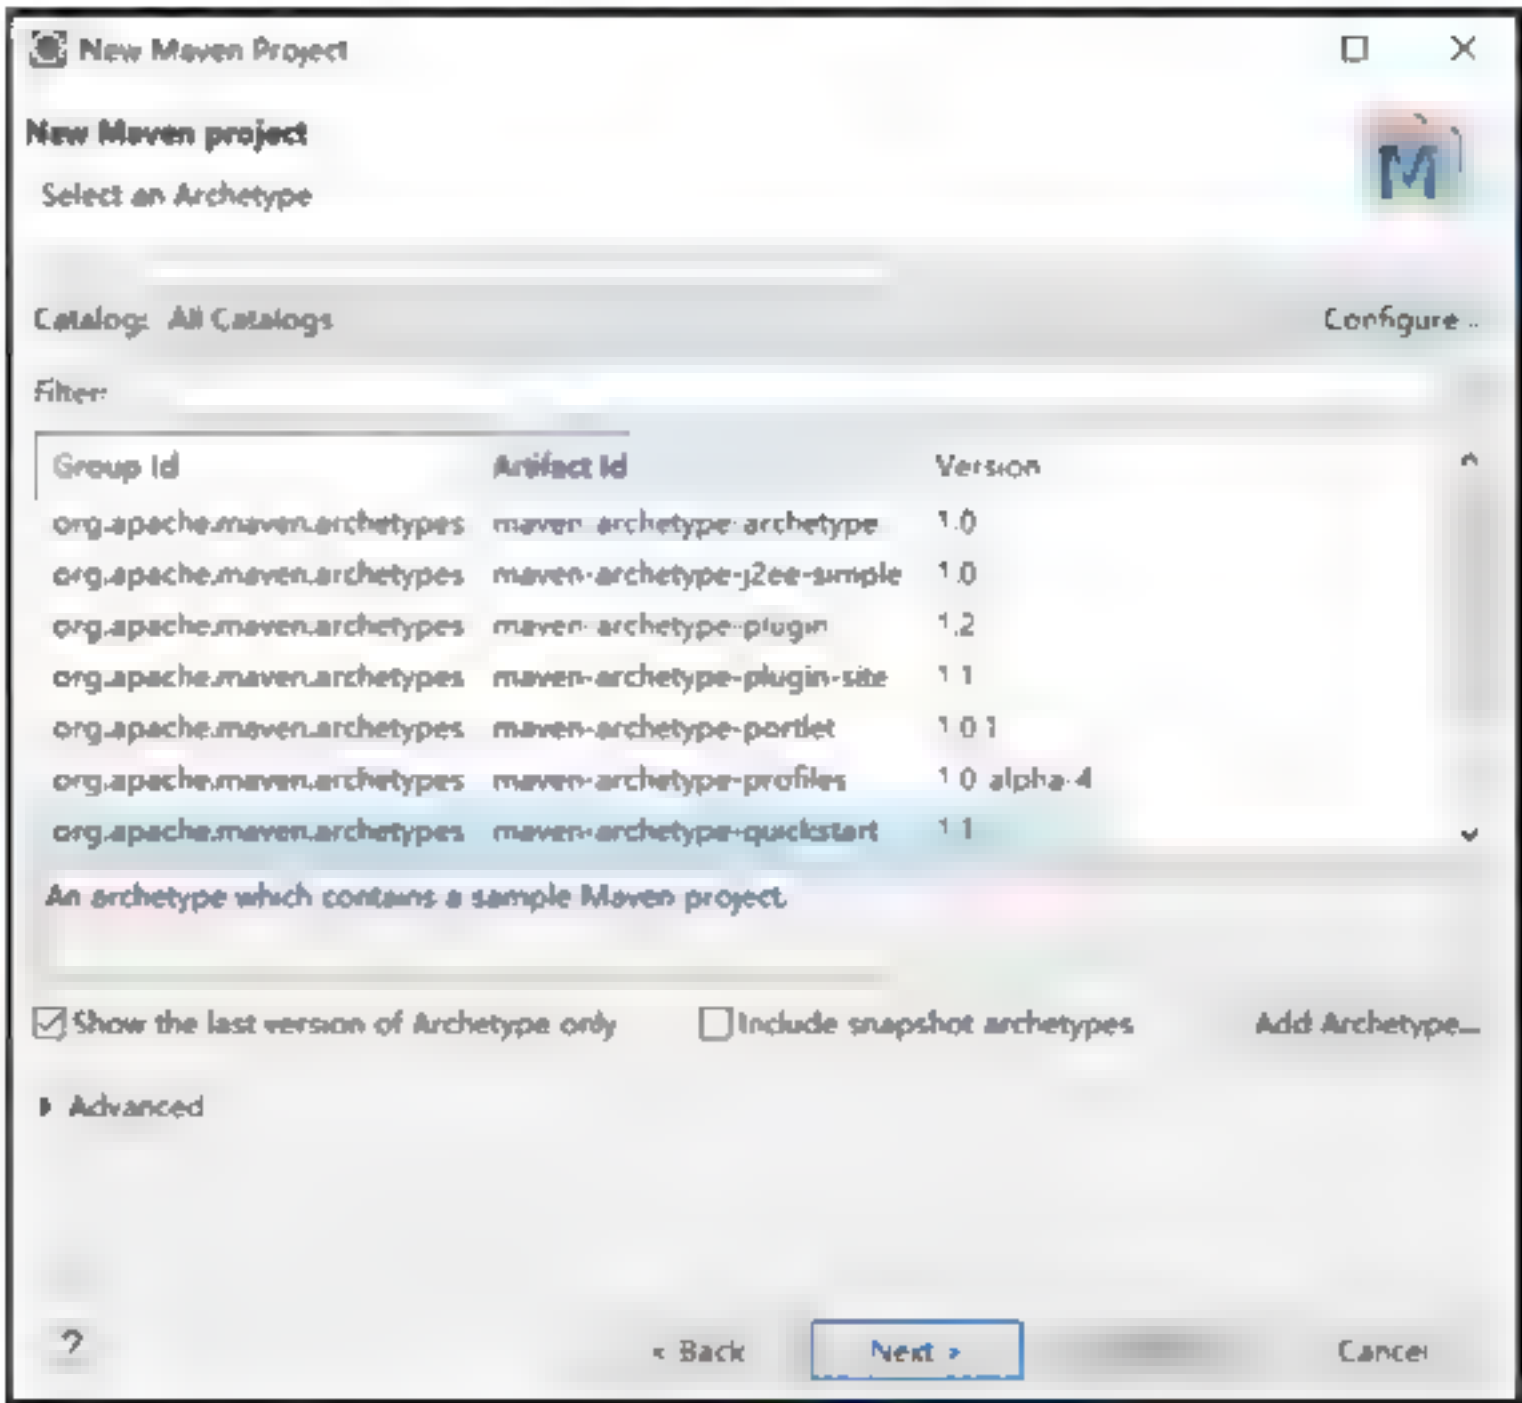 New Maven Project
New Maven project
M
Select an Archetype
Catalog: All Catalogs Configure...
Filter:
Group Id Artifact Id Version
org.apache.maven.archetypes maven-archetype-archetype 1.0
org.apache.maven.archetypes maven-archetype-j2ee-simple 1.0
org.apache.maven.archetypes maven-archetype-plugin 1.2
org.apache.maven.archetypes maven-archetype-plugin-site 1.1
org.apache.maven.archetypes maven-archetype-portlet 1.0.1
org.apache.maven.archetypes maven-archetype-profiles 1.0-alpha-4
org.apache.maven.archetypes maven-archetype-quickstart 1.1
An archetype which contains a sample Maven project.
Show the last version of Archetype only Include snapshot archetypes Add Archetype...
Advanced
? < Back Next > Cancel